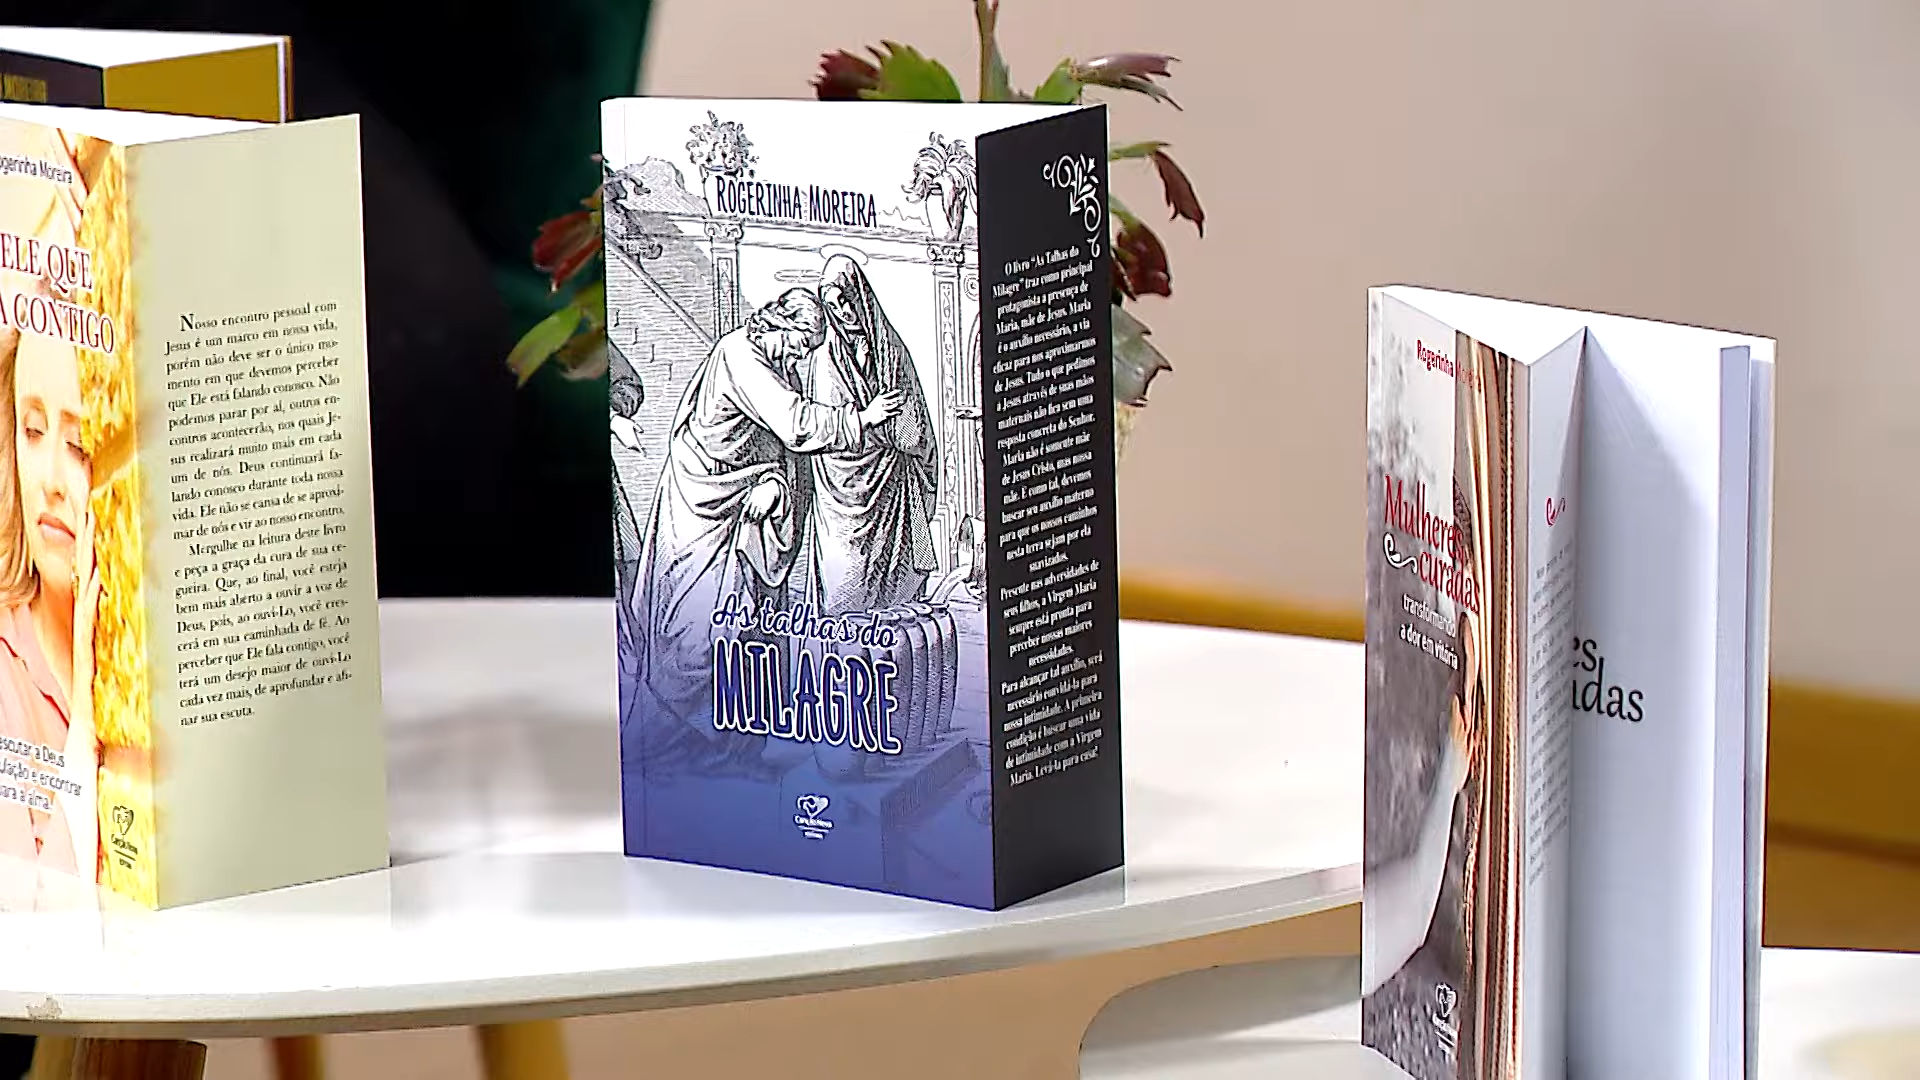 ogerinha Moreira
ELE QUE
A CONTIGO
escutar a Deus
ulação e encontrar
para a alma!
Canção Nova
Nosso encontro pessoal com
Jesus é um marco em nossa vida,
porém não deve ser o único mo-
mento em que devemos perceber
que Ele está falando conosco. Não
podemos parar por aí, outros en-
contros acontecerão, nos quais Je-
sus realizará muito mais em cada
um de nós. Deus continuará fa-
lando conosco durante toda nossa
vida. Ele não se cansa de se aproxi-
mar de nós e vir ao nosso encontro.
Mergulhe na leitura deste livro
e peça a graça da cura de sua ce-
gueira. Que, ao final, você esteja
bem mais aberto a ouvir a voz de
Deus, pois, ao ouvi-Lo, você cres-
cerá em sua caminhada de fé. Ao
perceber que Ele fala contigo, você
terá um desejo maior de ouvi-Lo
cada vez mais, de aprofundar e afi-
nar sua escuta.
ROGERINHA MOREIRA
As talhas do
MILAGRE
Canção Nova
O livro "As Talhas do
Milagre" traz como principal
protagonista a presença de
Maria, mãe de Jesus. Maria
é o auxílio necessário, a via
eficaz para nos aproximarmos
de Jesus. Tudo o que pedimos
a Jesus através de suas mãos
maternais não fica sem uma
resposta concreta do Senhor.
Maria não é somente mãe
de Jesus Cristo, mas nossa
mãe. E como tal, devemos
buscar seu auxílio materno
para que os nossos caminhos
nesta terra sejam por ela
suavizados.
Presente nas adversidades de
seus filhos, a Virgem Maria
sempre está pronta para
perceber nossas maiores
necessidades.
Para alcançar tal auxílio, será
necessário convidá-la para
nossa intimidade. A primeira
condição é buscar uma vida
de intimidade com a Virgem
Maria. Levá-la para casa!
Rogerinha Moreira
Mulheres
curadas
transformando
a dor em vitória
es
adas